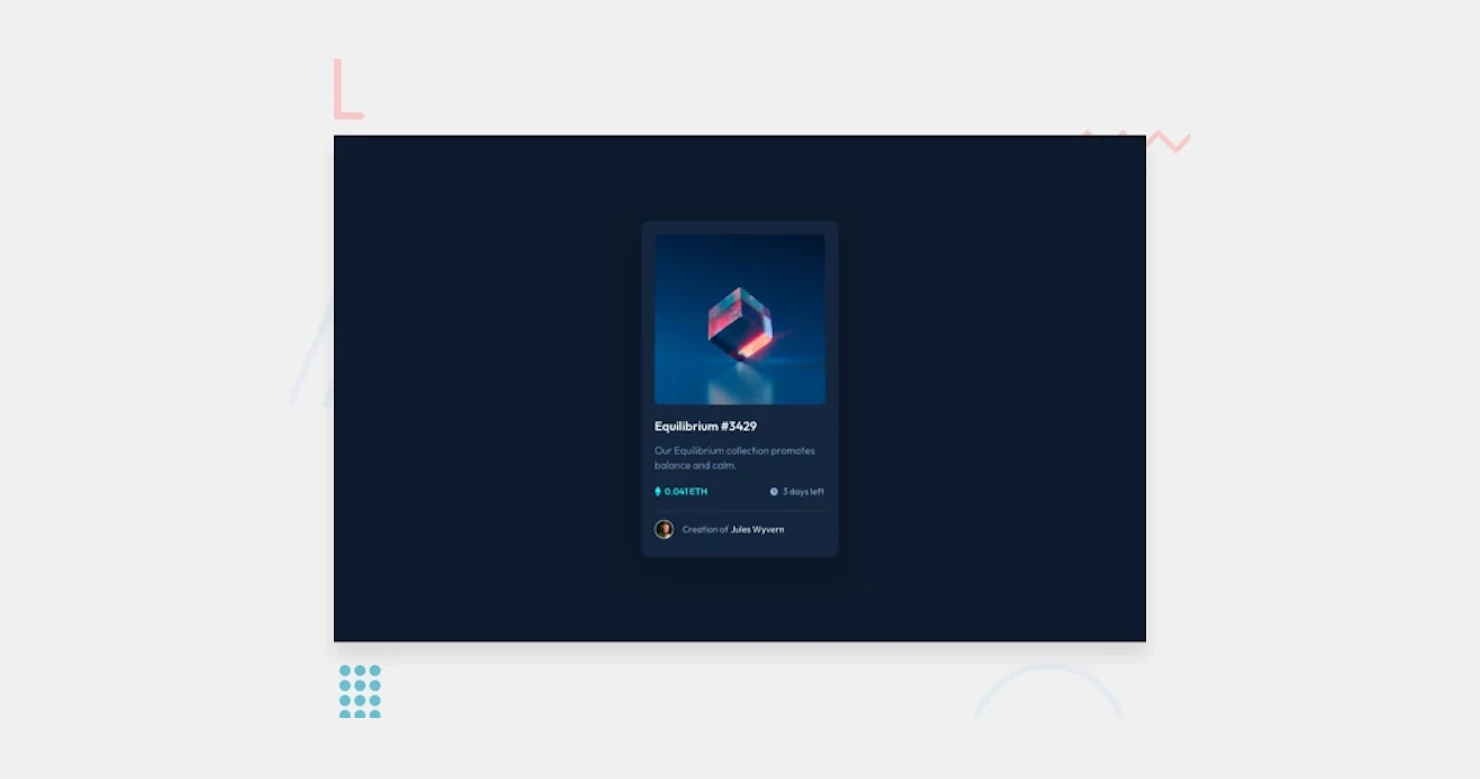 Equilibrium #3429
Our Equilibrium collection promotes
balance and calm.
0.041 ETH
3 days left
Creation of Jules Wyvern